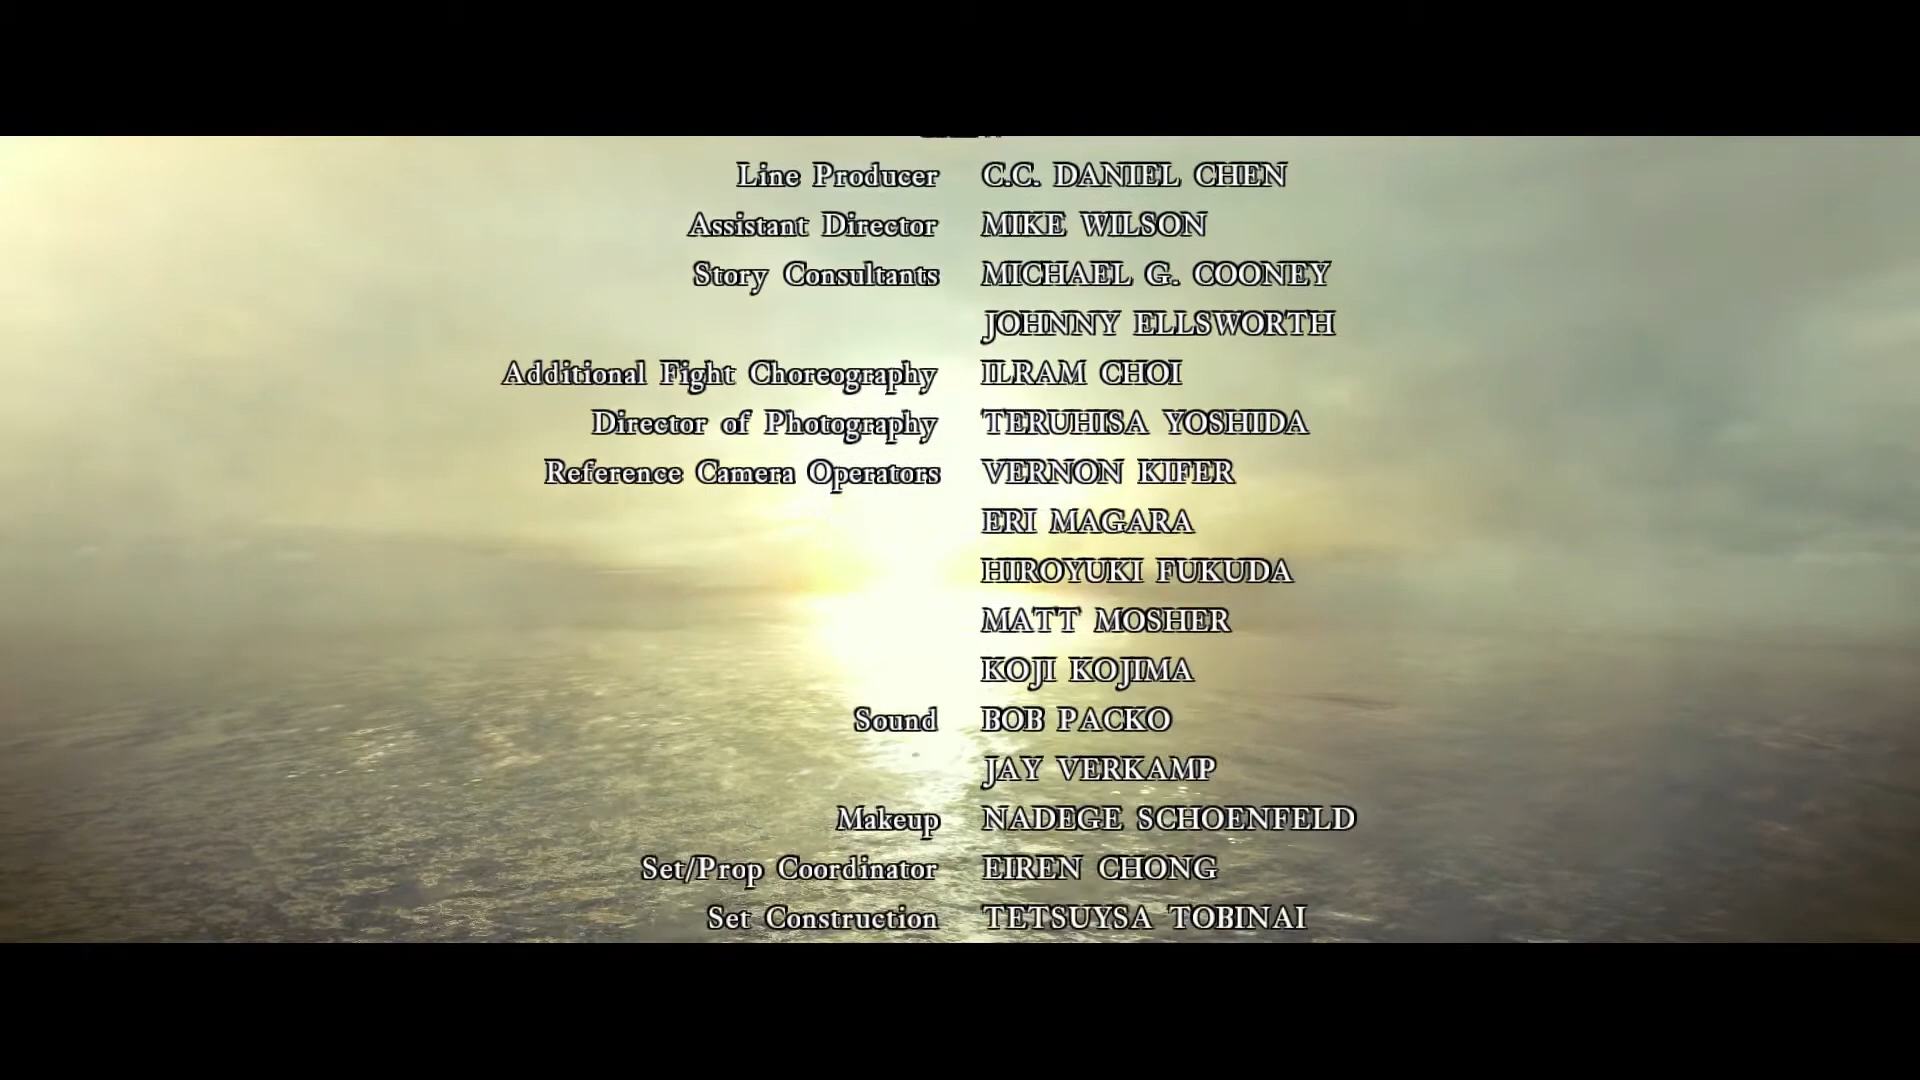 Line Producer C.C. DANIEL CHEN
Assistant Director MIKE WILSON
Story Consultants MICHAEL G. COONEY
JOHNNY ELLSWORTH
Additional Fight Choreography ILRAM CHOI
Director of Photography TERUHISA YOSHIDA
Reference Camera Operators VERNON KIFER
ERI MAGARA
HIROYUKI FUKUDA
MATT MOSHER
KOJI KOJIMA
Sound BOB PACKO
JAY VERKAMP
Makeup NADEGE SCHOENFELD
Set/Prop Coordinator EIREN CHONG
Set Construction TETSUYSA TOBINAI